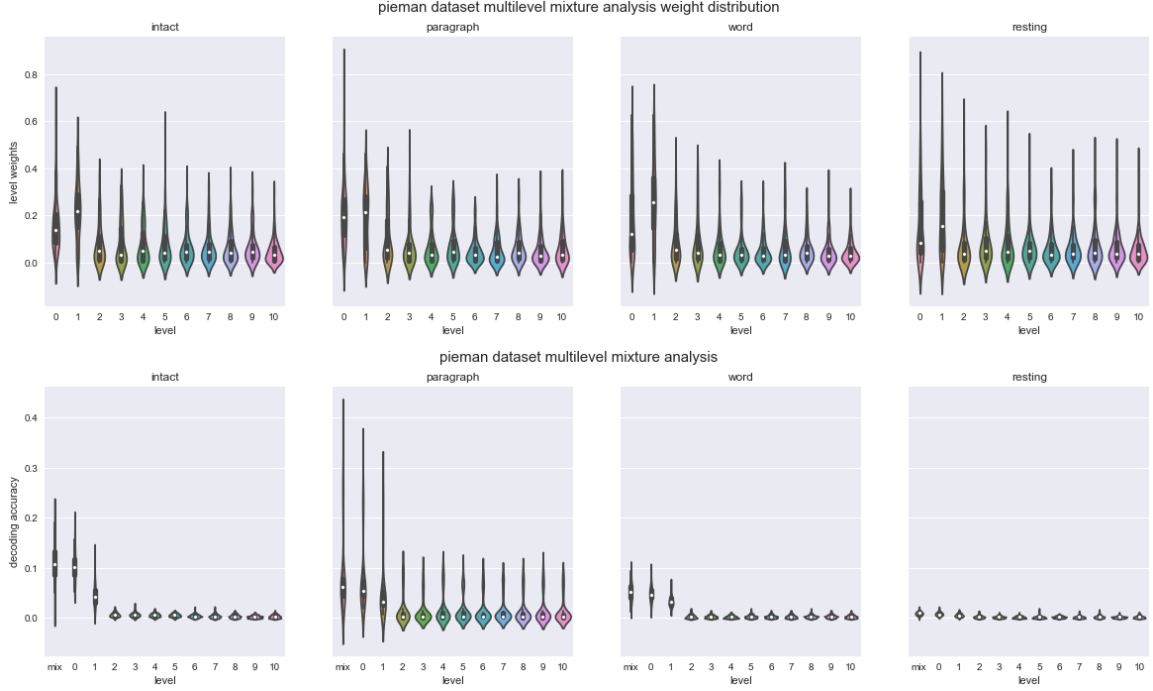 pieman dataset multilevel mixture analysis weight distribution
intact paragraph word resting
0.8
0.6
0.4
0.2
0.0
level weights
0 1 2 3 4 5 6 7 8 9 10 0 1 2 3 4 5 6 7 8 9 10 0 1 2 3 4 5 6 7 8 9 10 0 1 2 3 4 5 6 7 8 9 10
level level level level
pieman dataset multilevel mixture analysis
intact paragraph word resting
0.4
0.3
0.2
0.1
0.0
decoding accuracy
mix 0 1 2 3 4 5 6 7 8 9 10 mix 0 1 2 3 4 5 6 7 8 9 10 mix 0 1 2 3 4 5 6 7 8 9 10 mix 0 1 2 3 4 5 6 7 8 9 10
level level level level